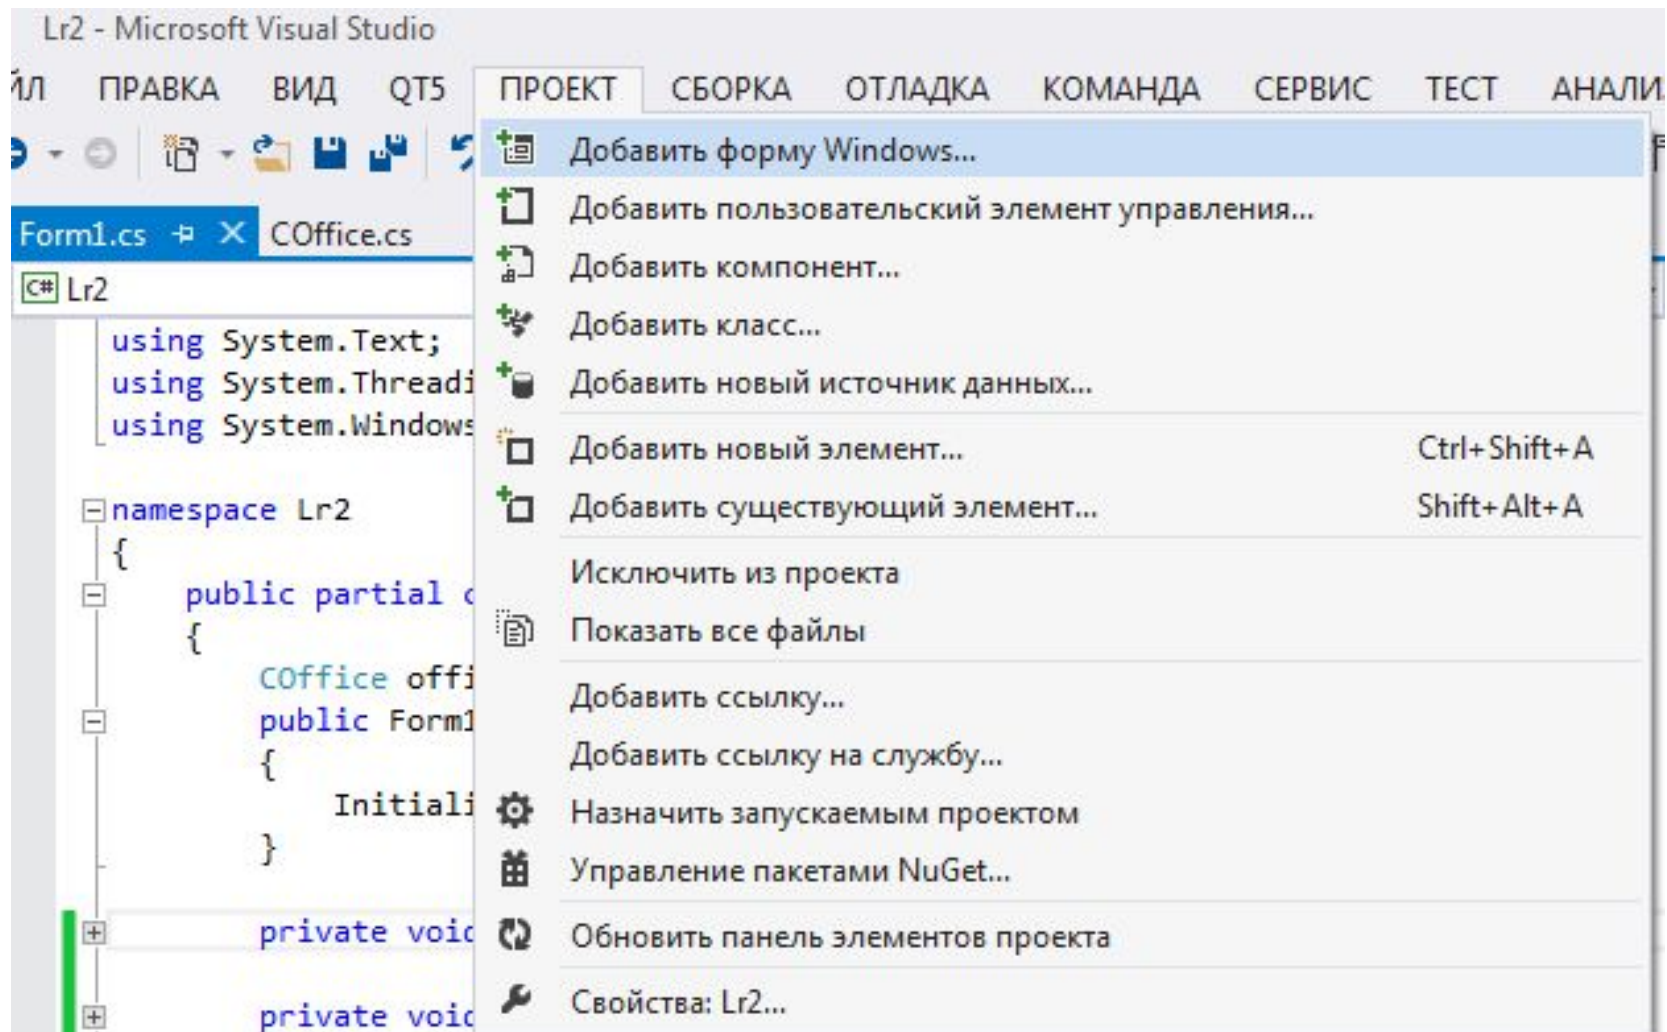 Lr2 - Microsoft Visual Studio
ЙЛ ПРАВКА ВИД QT5 ПРОЕКТ СБОРКА ОТЛАДКА КОМАНДА СЕРВИС ТЕСТ АНАЛИ
Добавить форму Windows...
Добавить пользовательский элемент управления...
Добавить компонент...
Добавить класс...
Добавить новый источник данных...
Добавить новый элемент... Ctrl+Shift+A
Добавить существующий элемент... Shift+Alt+A
Исключить из проекта
Показать все файлы
Добавить ссылку...
Добавить ссылку на службу...
Назначить запускаемым проектом
Управление пакетами NuGet...
Обновить панель элементов проекта
Свойства: Lr2...
Form1.cs COffice.cs
C# Lr2
using System.Text;
using System.Threadi
using System.Windows
namespace Lr2
{
public partial c
{
COffice offi
public Form1
{
Initiali
}
private voic
private voic